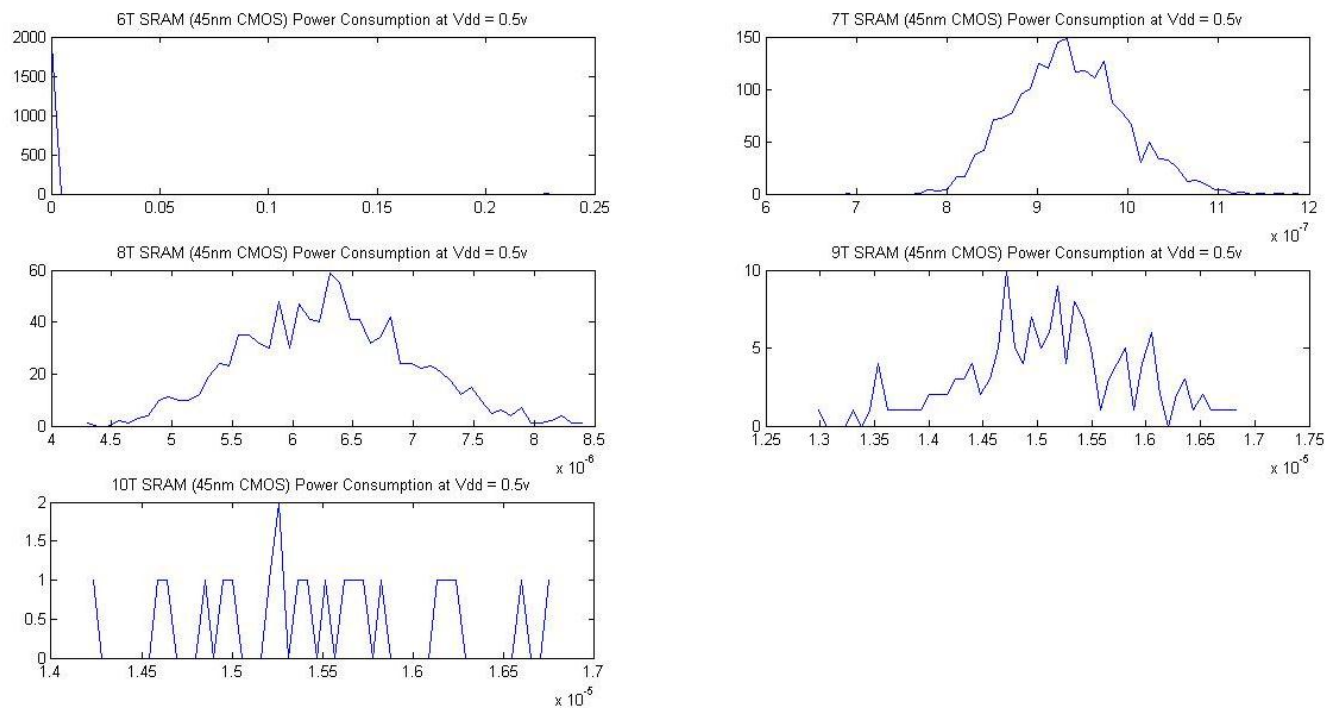 6T SRAM (45nm CMOS) Power Consumption at Vdd = 0.5v
2000
1500
1000
500
0
0 0.05 0.1 0.15 0.2 0.25
7T SRAM (45nm CMOS) Power Consumption at Vdd = 0.5v
150
100
50
0
6 7 8 9 10 11 12
x 10-7
8T SRAM (45nm CMOS) Power Consumption at Vdd = 0.5v
60
40
20
0
4 4.5 5 5.5 6 6.5 7 7.5 8 8.5
x 10-6
9T SRAM (45nm CMOS) Power Consumption at Vdd = 0.5v
10
5
0
1.25 1.3 1.35 1.4 1.45 1.5 1.55 1.6 1.65 1.7 1.75
x 10-5
10T SRAM (45nm CMOS) Power Consumption at Vdd = 0.5v
2
1.5
1
0.5
0
1.4 1.45 1.5 1.55 1.6 1.65 1.7
x 10-5